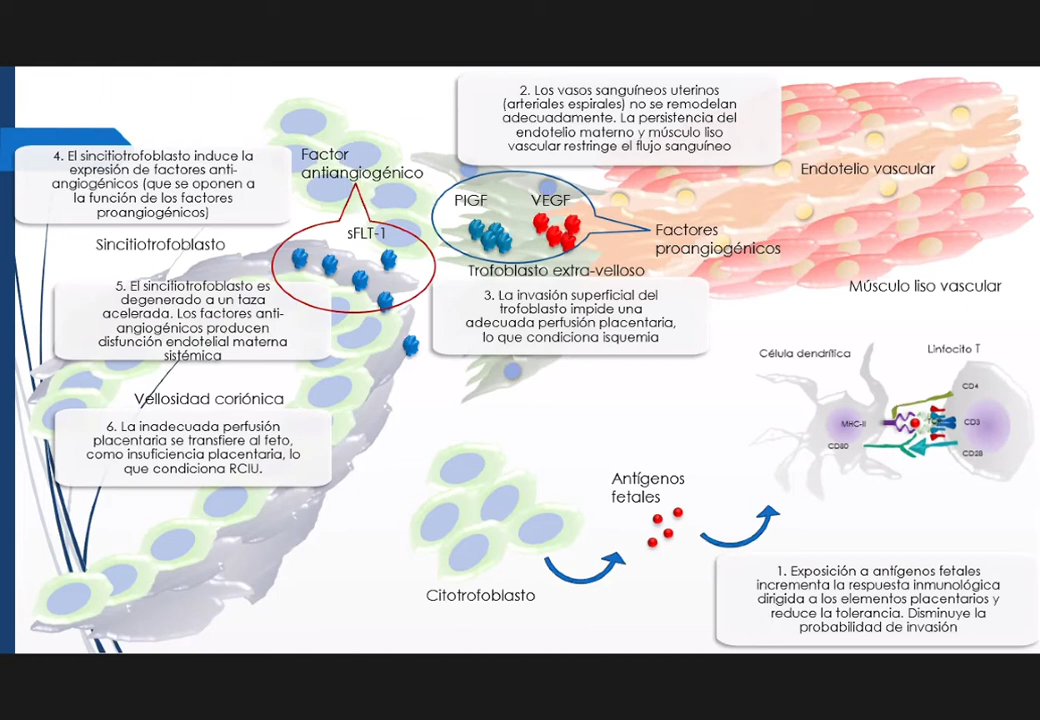 2. Los vasos sanguíneos uterinos
(arteriales espirales) no se remodelan
adecuadamente. La persistencia del
endotelio materno y músculo liso
vascular restringe el flujo sanguíneo
4. El sincitiotrofoblasto induce la
expresión de factores anti-
angiogénicos (que se oponen a
la función de los factores
proangiogénicos)
Factor
antiangiogénico
Endotelio vascular
PlGF
VEGF
sFLT-1
Factores
proangiogénicos
Sincitiotrofoblasto
Trofoblasto extra-velloso
Músculo liso vascular
5. El sincitiotrofoblasto es
degenerado a un taza
acelerada. Los factores anti-
angiogénicos producen
disfunción endotelial materna
sistémica
3. La invasión superficial del
trofoblasto impide una
adecuada perfusión placentaria,
lo que condiciona isquemia
Célula dendrítica
Linfocito T
CD4
MHC-II
CD3
CD80
CD28
Vellosidad coriónica
6. La inadecuada perfusión
placentaria se transfiere al feto,
como insuficiencia placentaria, lo
que condiciona RCIU.
Antígenos
fetales
Citotrofoblasto
1. Exposición a antígenos fetales
incrementa la respuesta inmunológica
dirigida a los elementos placentarios y
reduce la tolerancia. Disminuye la
probabilidad de invasión